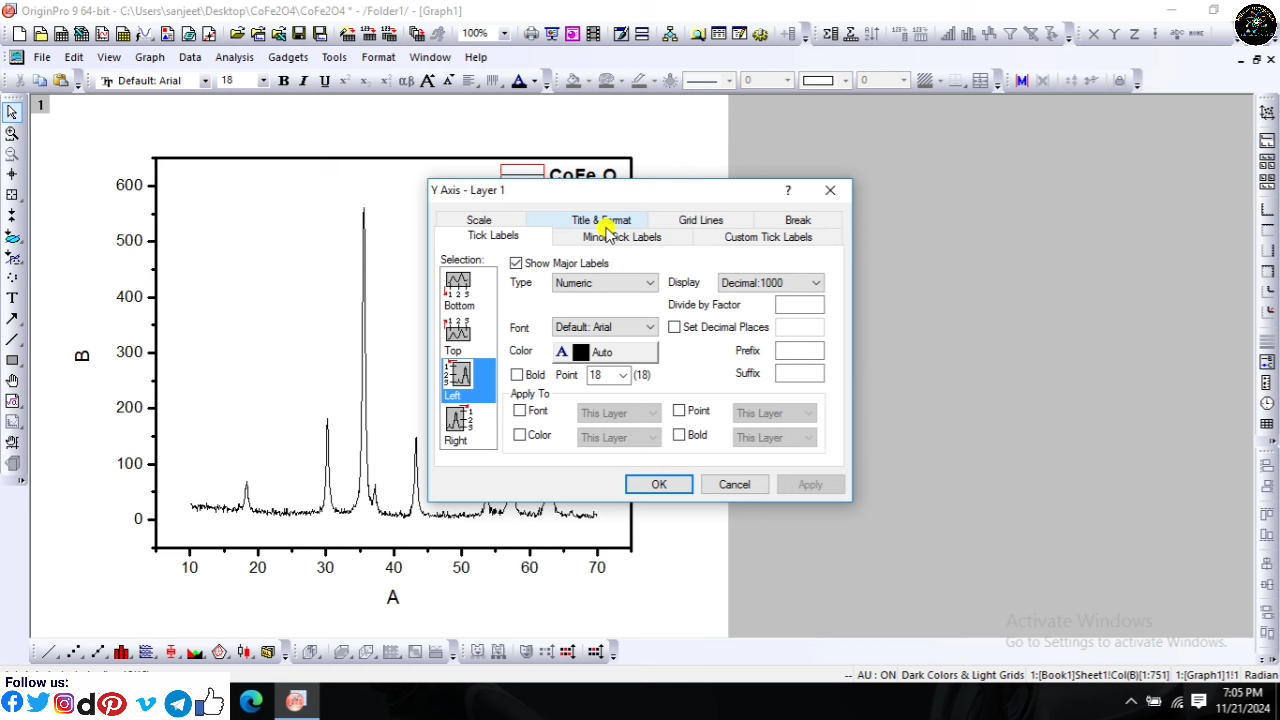 OriginPro 9 64-bit - C:\Users\sanjeet\Desktop\CoFe2O4\CoFe2O4 * - /Folder1/ - [Graph1]
100%
File Edit View Graph Data Analysis Gadgets Tools Format Window Help
Default: Arial 18 B I U 0 0
1
600
500
400
300
200
100
0
B
10 20 30 40 50 60 70
A
CoFe O
Y Axis - Layer 1
Scale Title & Format Grid Lines Break
Tick Labels Minor Tick Labels Custom Tick Labels
Selection:
Bottom
Top
Left
Right
Show Major Labels
Type Numeric Display Decimal:1000
Divide by Factor
Font Default: Arial Set Decimal Places
Color Auto Prefix
Bold Point 18 (18) Suffix
Apply To
Font This Layer Point This Layer
Color This Layer Bold This Layer
OK Cancel Apply
Activate Windows
Go to Settings to activate Windows.
-- AU : ON Dark Colors & Light Grids 1:[Book1]Sheet1!Col(B)[1:751] 1:[Graph1]1!1 Radian
Follow us:
7:05 PM
11/21/2024